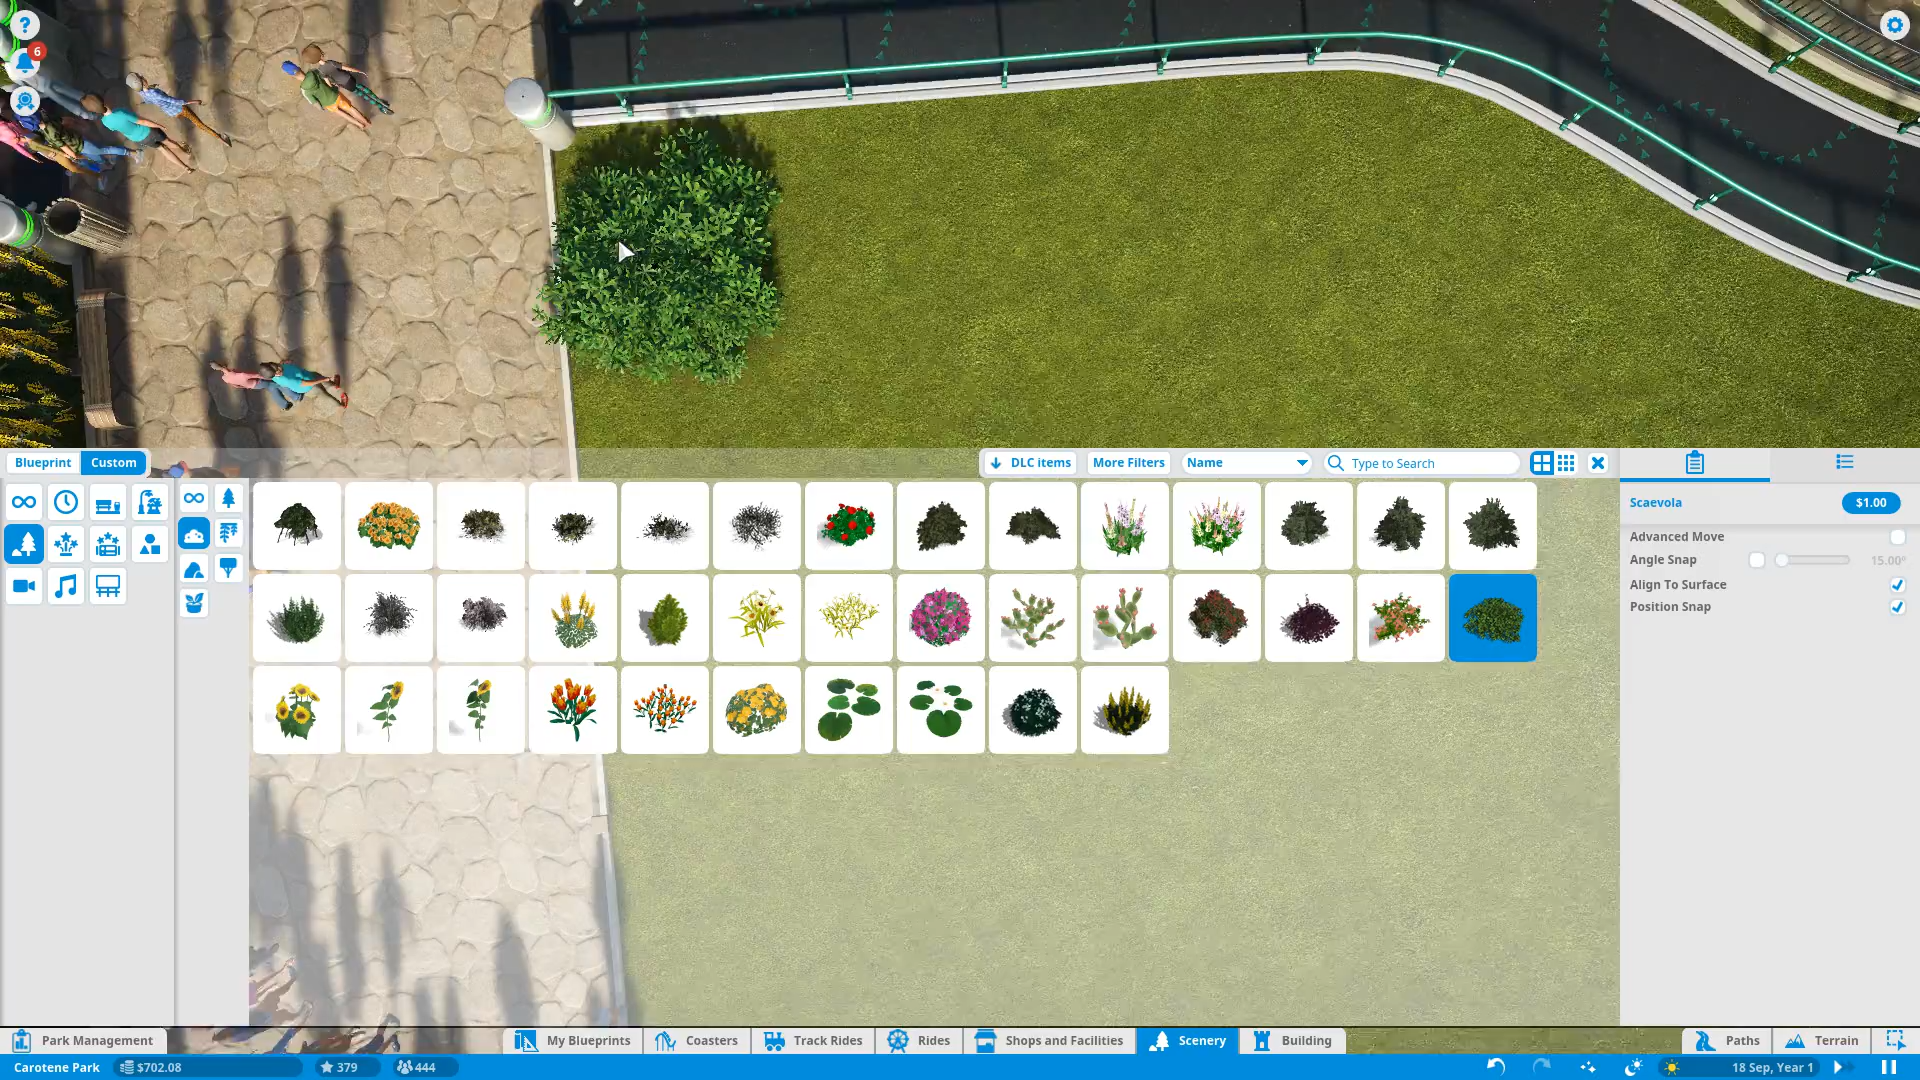 ?
6
Blueprint
Custom
DLC items
More Filters
Name
Type to Search
Scaevola
$1.00
Advanced Move
Angle Snap
15.00°
Align To Surface
Position Snap
Park Management
My Blueprints
Coasters
Track Rides
Rides
Shops and Facilities
Scenery
Building
Paths
Terrain
Carotene Park
$702.08
379
444
18 Sep, Year 1